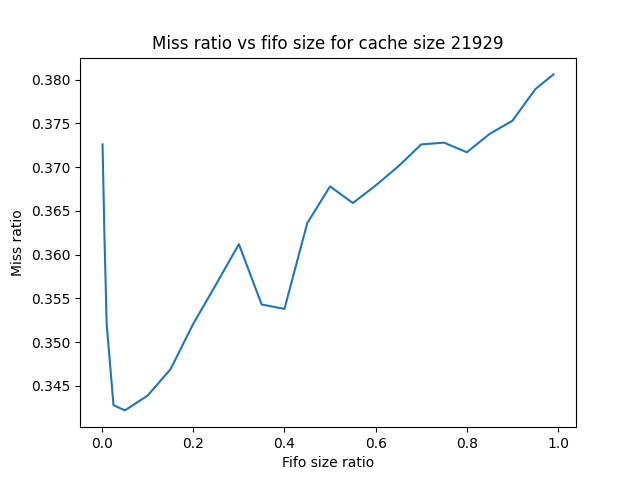 Miss ratio vs fifo size for cache size 21929
0.380
0.375
0.370
0.365
0.360
0.355
0.350
0.345
Miss ratio
0.0 0.2 0.4 0.6 0.8 1.0
Fifo size ratio